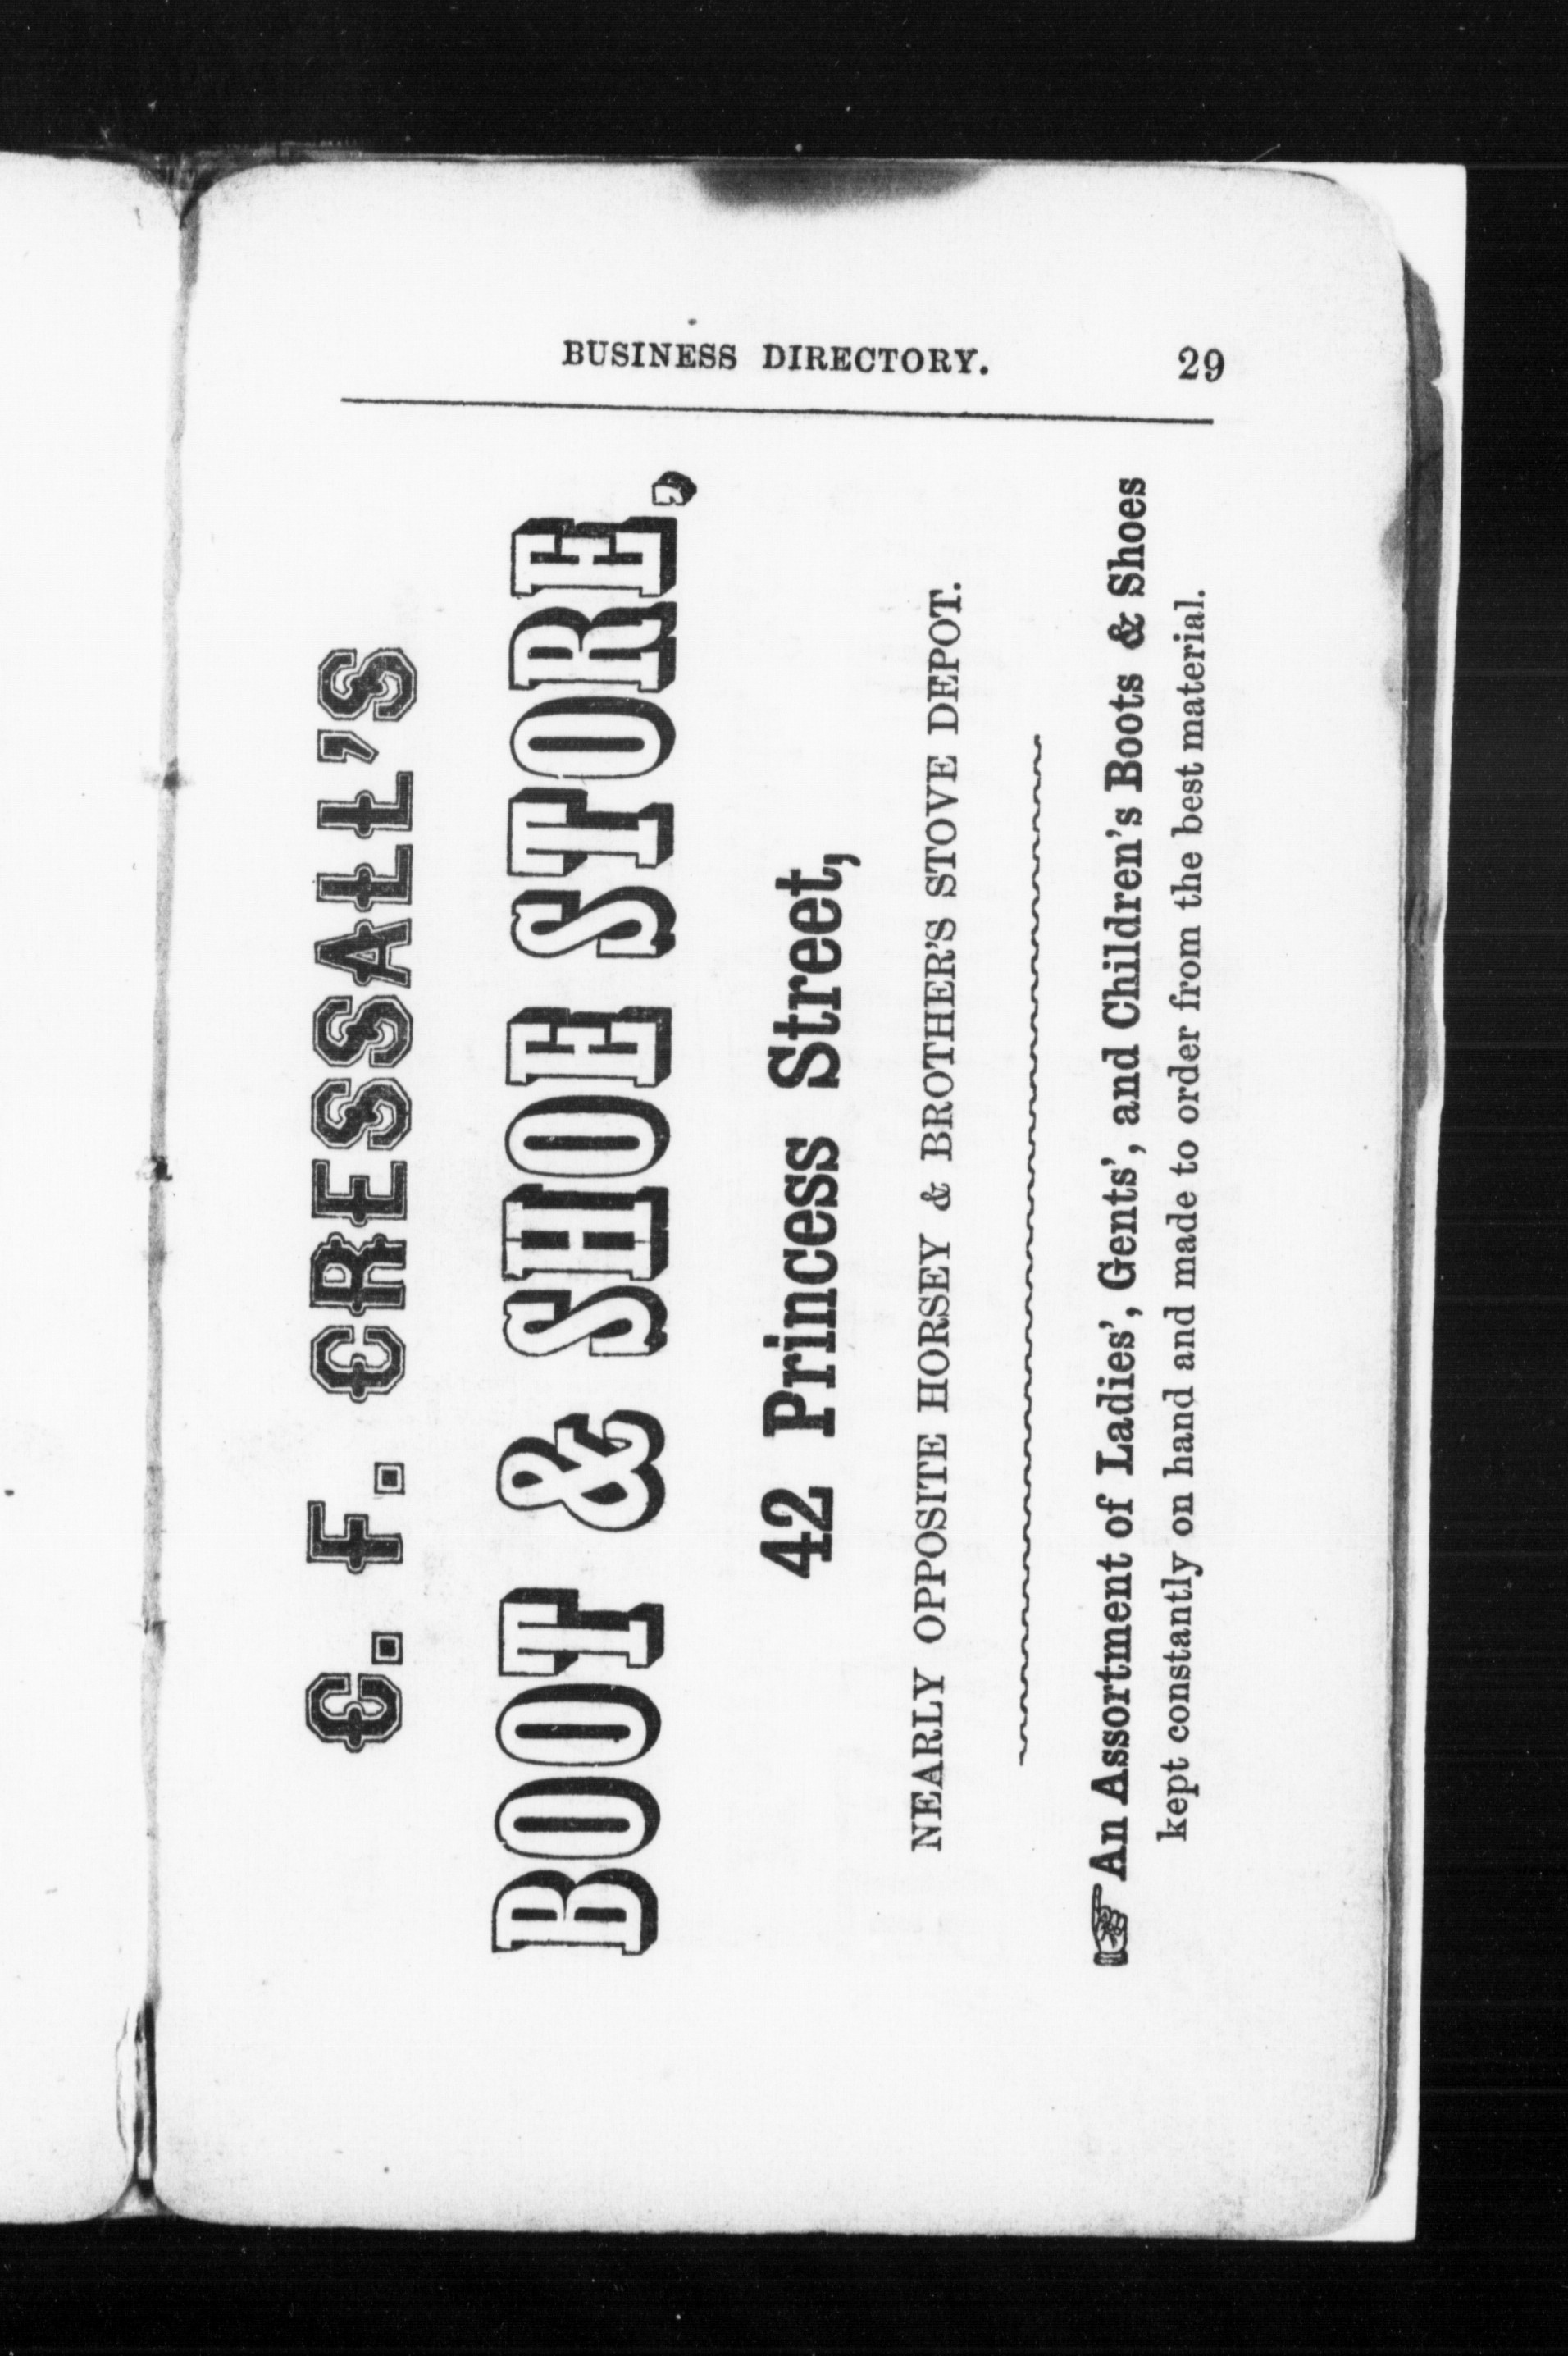 BUSINESS DIRECTORY. 29
C. F. CRESSALL'S
BOOT & SHOE STORE,
42 Princess Street,
NEARLY OPPOSITE HORSEY & BROTHER'S STOVE DEPOT.
☞ An Assortment of Ladies', Gents', and Children's Boots & Shoes
kept constantly on hand and made to order from the best material.